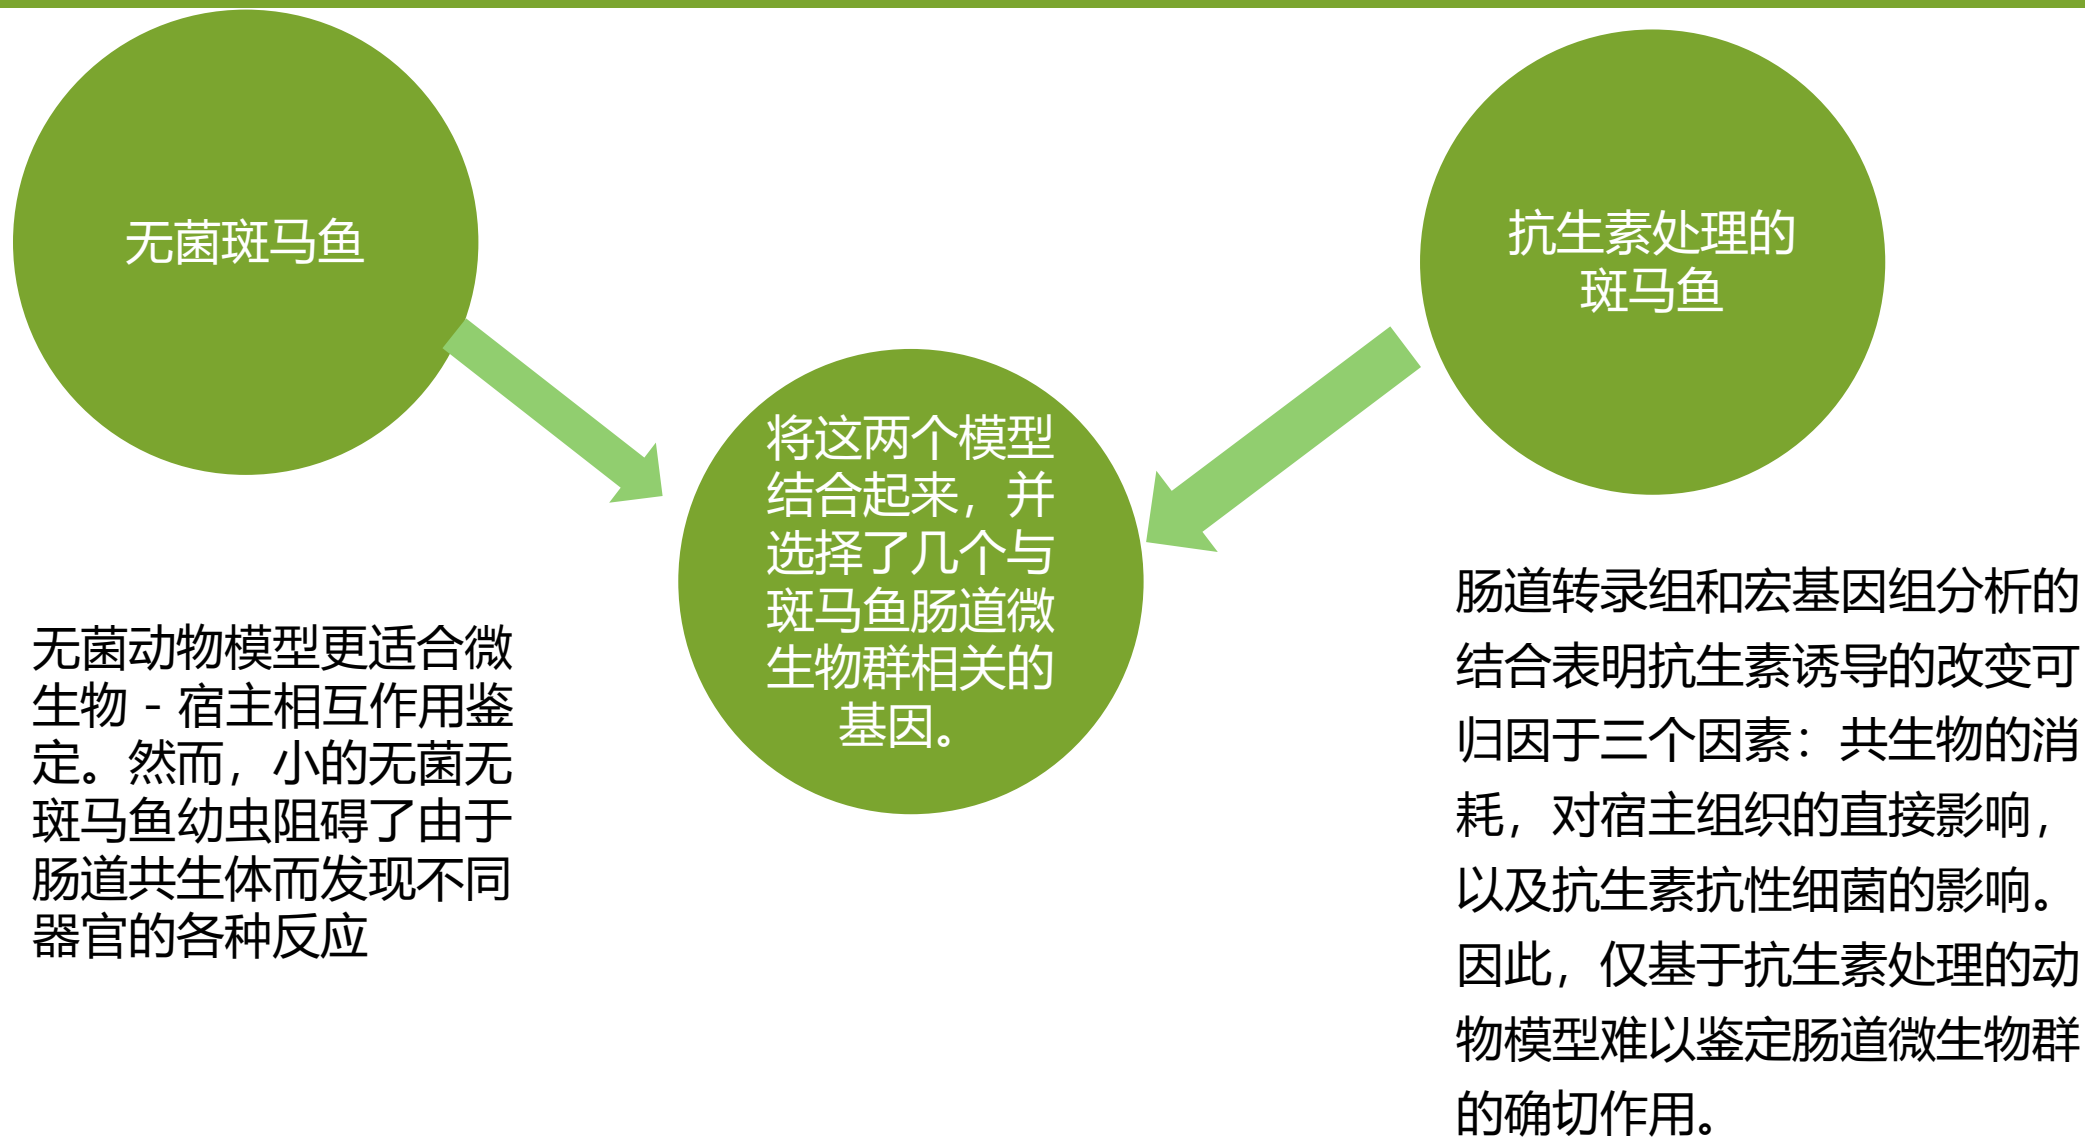 无菌斑马鱼
抗生素处理的
斑马鱼
将这两个模型
结合起来，并
选择了几个与
斑马鱼肠道微
生物群相关的
基因。
无菌动物模型更适合微
生物 - 宿主相互作用鉴
定。然而，小的无菌无
斑马鱼幼虫阻碍了由于
肠道共生体而发现不同
器官的各种反应
肠道转录组和宏基因组分析的
结合表明抗生素诱导的改变可
归因于三个因素：共生物的消
耗，对宿主组织的直接影响，
以及抗生素抗性细菌的影响。
因此，仅基于抗生素处理的动
物模型难以鉴定肠道微生物群
的确切作用。